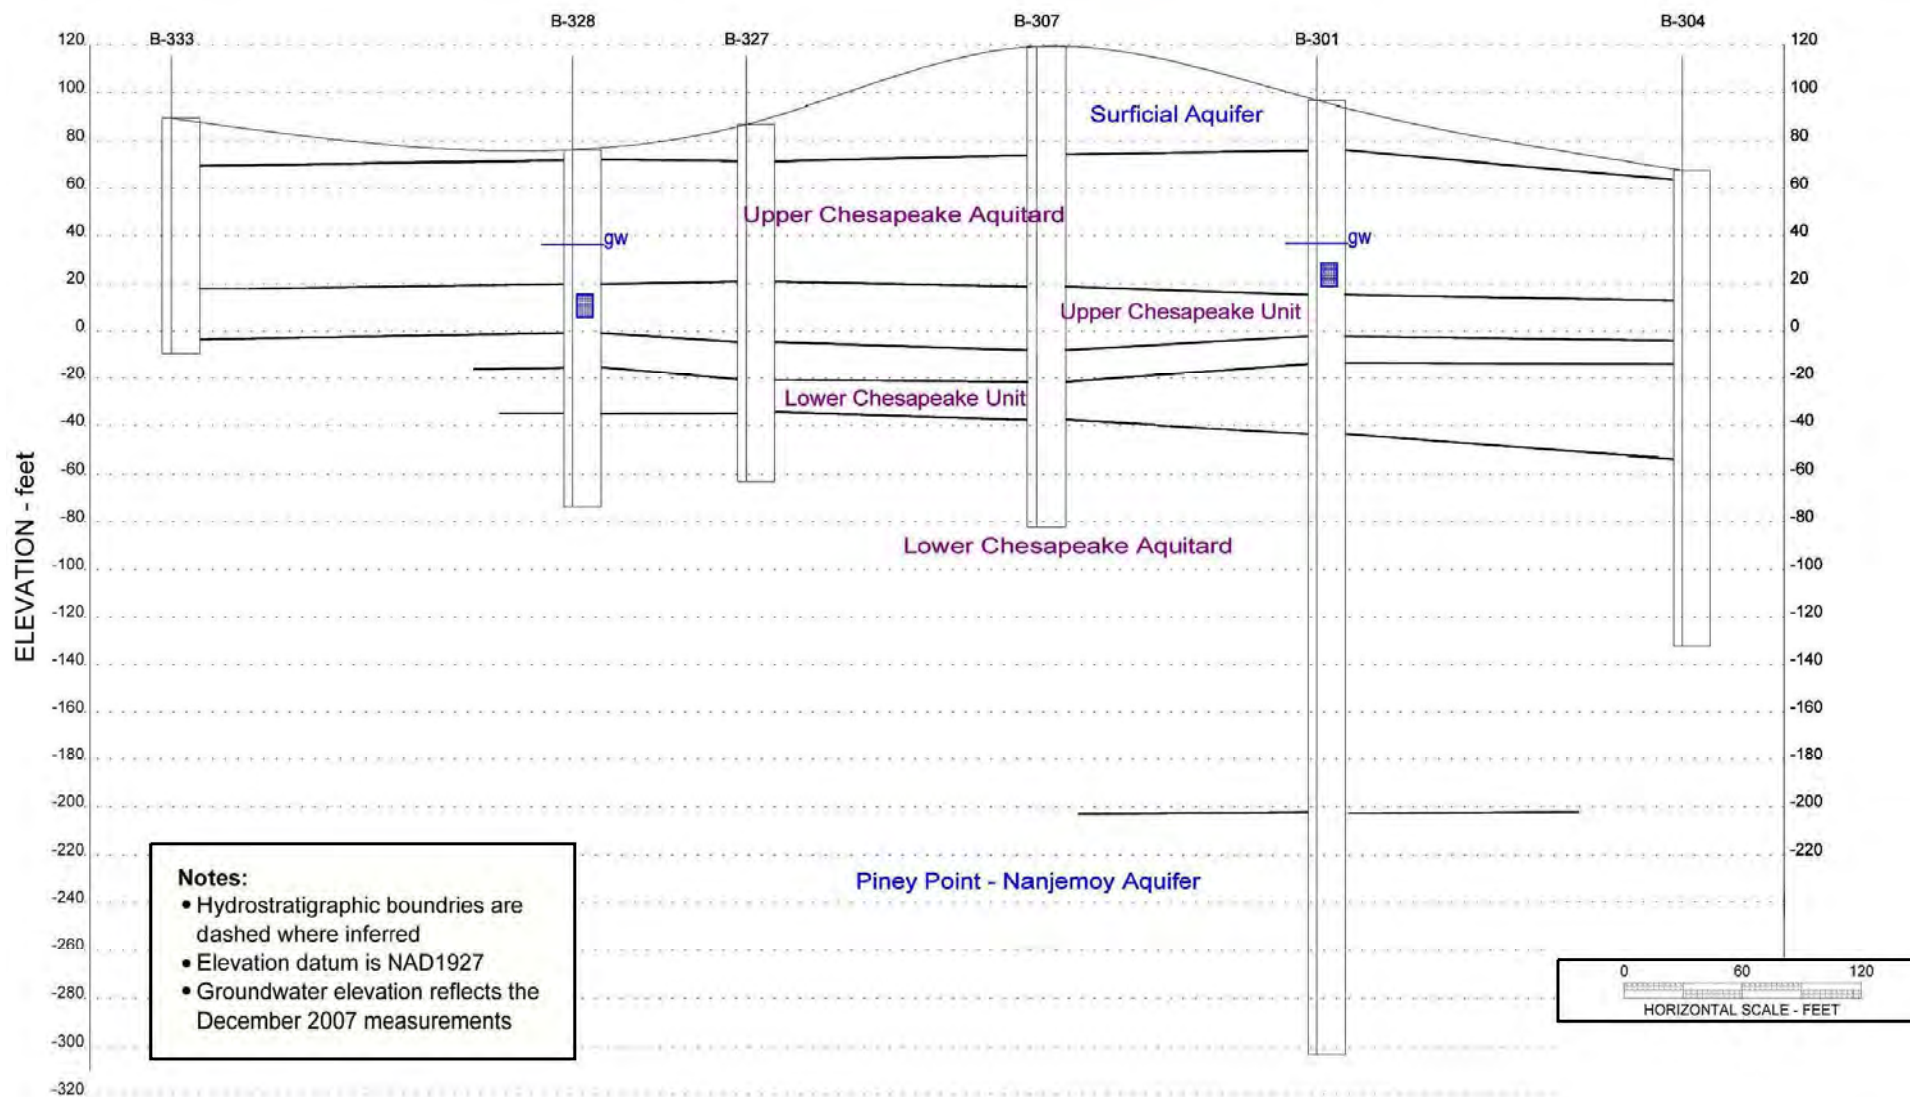 B-328
B-307
B-304
B-333
B-327
B-301
120
120
100
100
Surficial Aquifer
80
80
60
60
Upper Chesapeake Aquitard
40
gw
gw
40
20
20
Upper Chesapeake Unit
0
0
-20
-20
Lower Chesapeake Unit
-40
-40
ELEVATION - feet
-60
-60
-80
-80
Lower Chesapeake Aquitard
-100
-100
-120
-120
-140
-140
-160
-160
-180
-180
-200
-200
-220
-220
Piney Point - Nanjemoy Aquifer
-240
-260
-280
-300
-320
Notes:
• Hydrostratigraphic boundries are
dashed where inferred
• Elevation datum is NAD1927
• Groundwater elevation reflects the
December 2007 measurements
0 60 120
HORIZONTAL SCALE - FEET